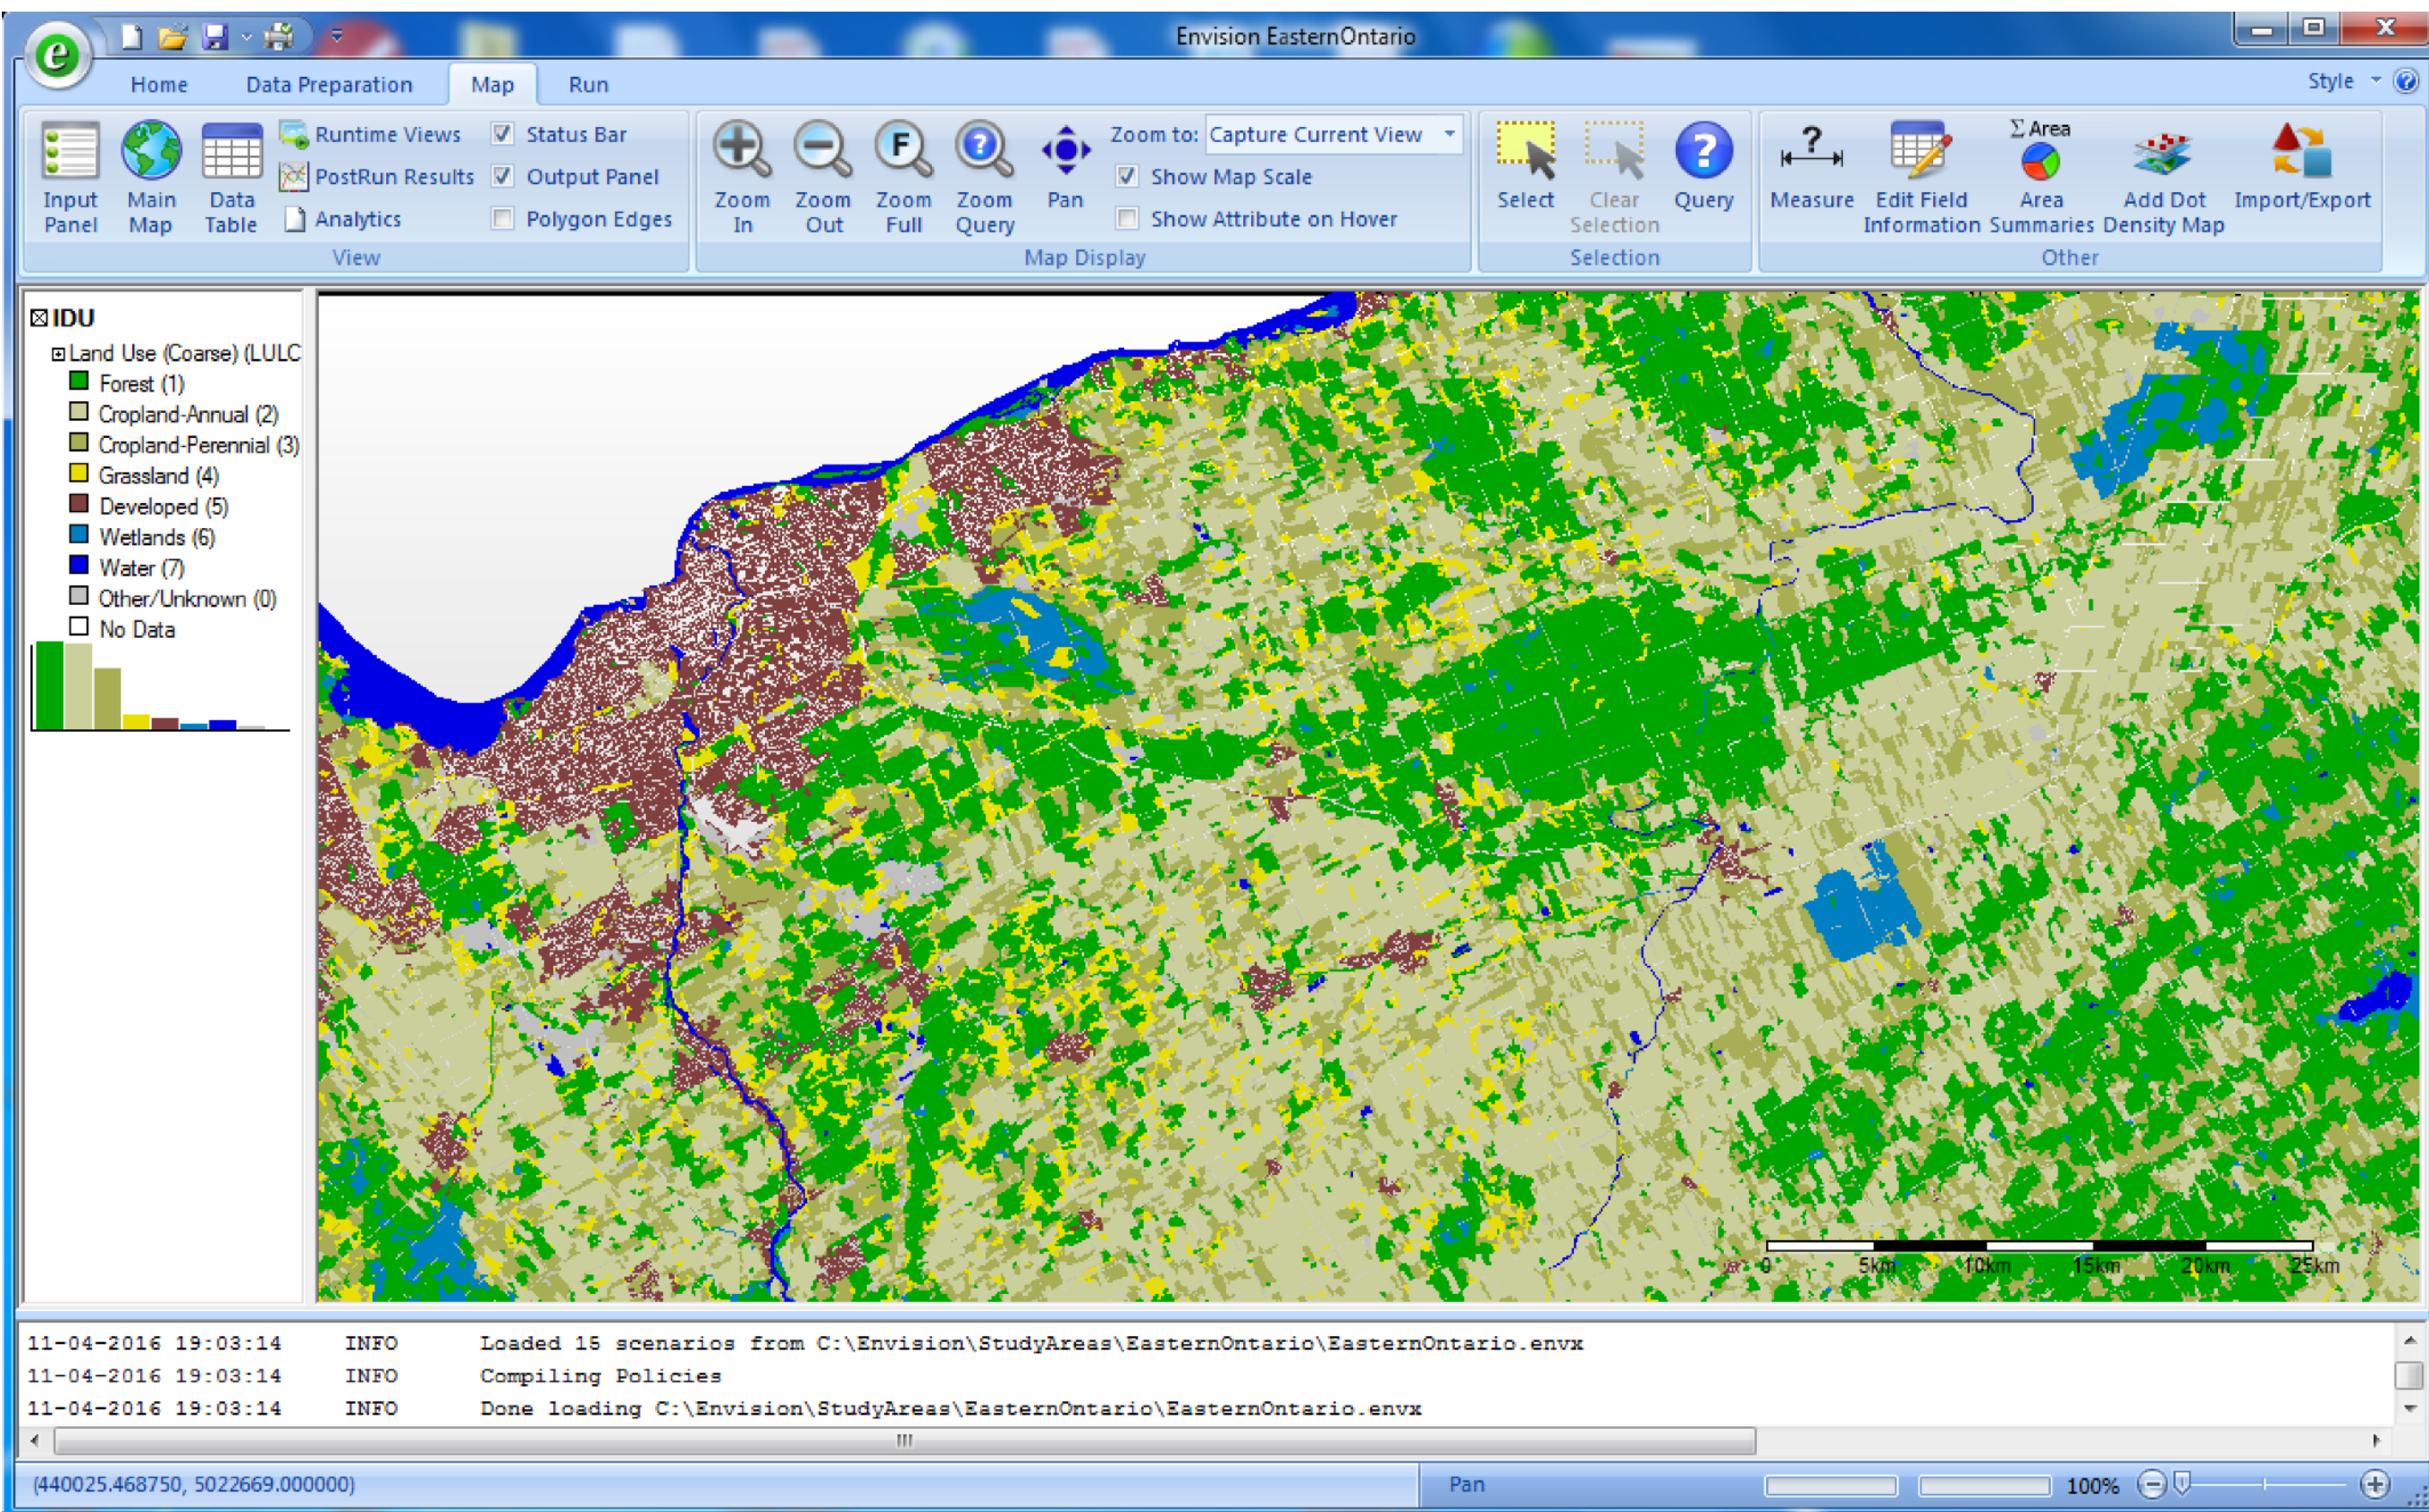 Envision EasternOntario
Home Data Preparation Map Run Style
Input Panel
Main Map
Data Table
Runtime Views
PostRun Results
Analytics
Status Bar
Output Panel
Polygon Edges
View
Zoom In
Zoom Out
F
Zoom Full
?
Zoom Query
Pan
Zoom to: Capture Current View
Show Map Scale
Show Attribute on Hover
Map Display
Select
Clear Selection
?
Query
Selection
?
Measure
Edit Field Information
Σ Area
Area Summaries
Add Dot Density Map
Import/Export
Other
IDU
Land Use (Coarse) (LULC
Forest (1)
Cropland-Annual (2)
Cropland-Perennial (3)
Grassland (4)
Developed (5)
Wetlands (6)
Water (7)
Other/Unknown (0)
No Data
0 5km 10km 15km 20km 25km
11-04-2016 19:03:14 INFO Loaded 15 scenarios from C:\Envision\StudyAreas\EasternOntario\EasternOntario.envx
11-04-2016 19:03:14 INFO Compiling Policies
11-04-2016 19:03:14 INFO Done loading C:\Envision\StudyAreas\EasternOntario\EasternOntario.envx
(440025.468750, 5022669.000000) Pan 100%